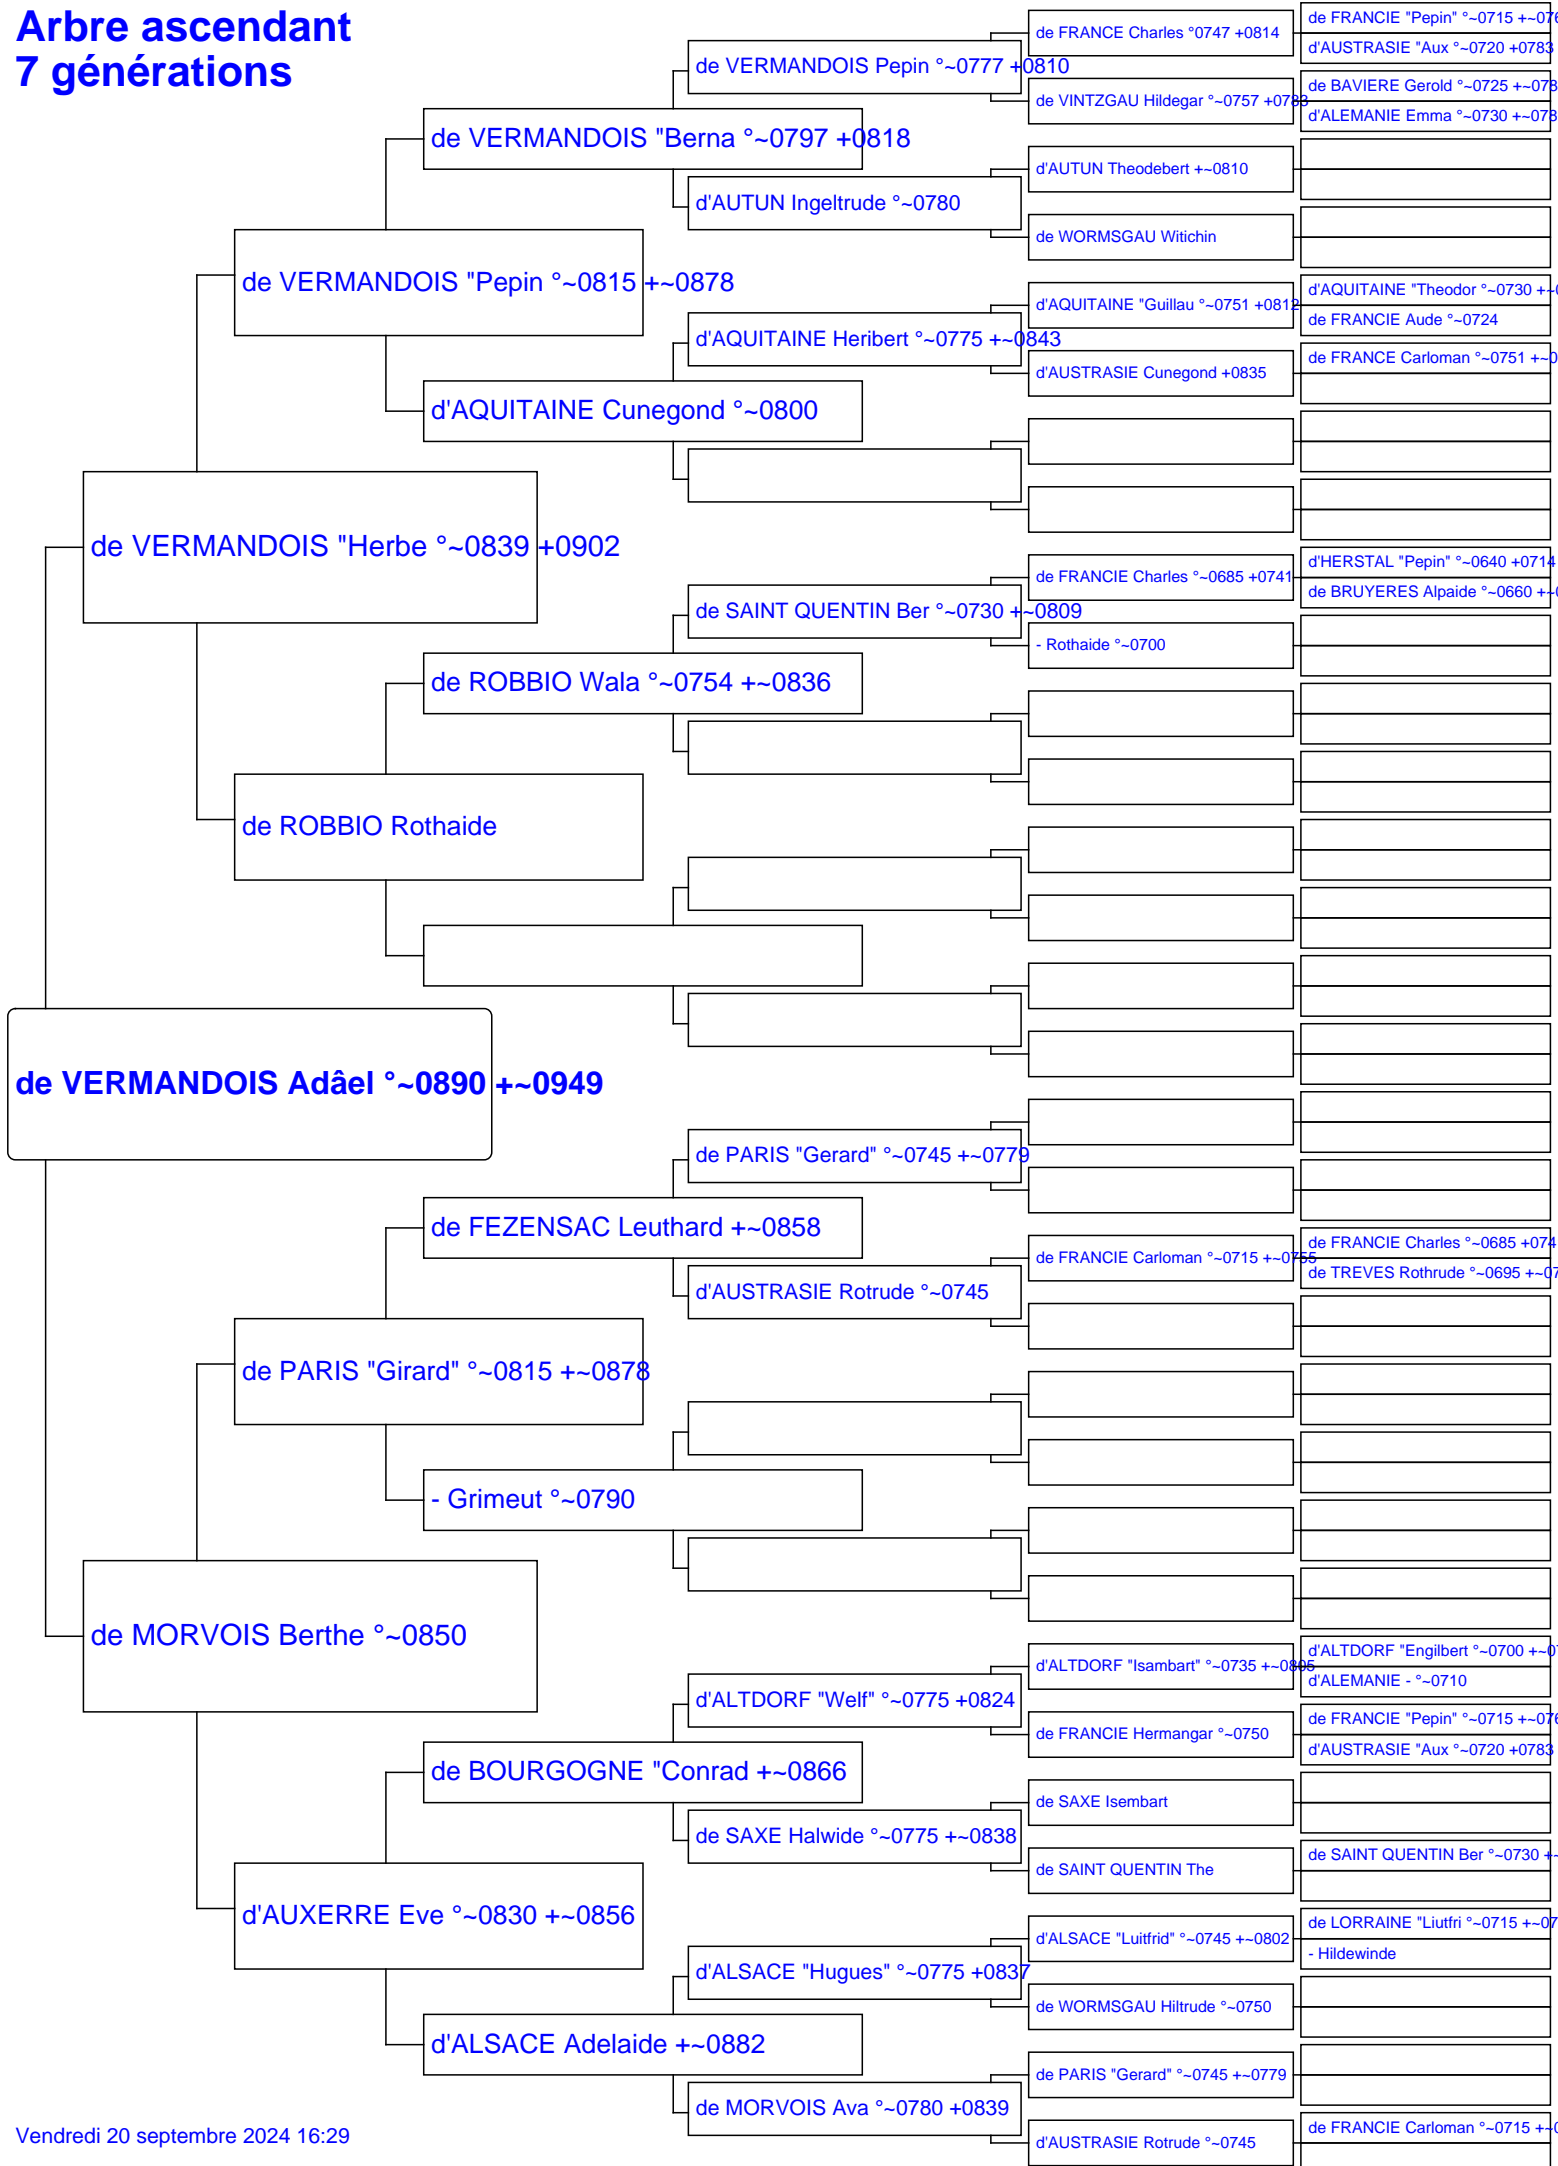 Arbre ascendant
7 générations
de VERMANDOIS Adâel °~0890 +~0949
de VERMANDOIS "Herbe °~0839 +0902
de MORVOIS Berthe °~0850
de VERMANDOIS "Pepin °~0815 +~0878
de ROBBIO Rothaide
de PARIS "Girard" °~0815 +~0878
d'AUXERRE Eve °~0830 +~0856
de VERMANDOIS "Berna °~0797 +0818
d'AQUITAINE Cunegond °~0800
de ROBBIO Wala °~0754 +~0836
de FEZENSAC Leuthard +~0858
- Grimeut °~0790
de BOURGOGNE "Conrad +~0866
d'ALSACE Adelaide +~0882
de VERMANDOIS Pepin °~0777 +0810
d'AUTUN Ingeltrude °~0780
d'AQUITAINE Heribert °~0775 +~0843
de SAINT QUENTIN Ber °~0730 +~0809
de PARIS "Gerard" °~0745 +~0779
d'AUSTRASIE Rotrude °~0745
d'ALTDORF "Welf" °~0775 +0824
de SAXE Halwide °~0775 +~0838
d'ALSACE "Hugues" °~0775 +0837
de MORVOIS Ava °~0780 +0839
de FRANCE Charles °0747 +0814
de VINTZGAU Hildegar °~0757 +0783
d'AUTUN Theodebert +~0810
de WORMSGAU Witichin
d'AQUITAINE "Guillau °~0751 +0812
d'AUSTRASIE Cunegond +0835
de FRANCIE Charles °~0685 +0741
- Rothaide °~0700
de FRANCIE Carloman °~0715 +~0755
d'ALTDORF "Isambart" °~0735 +~0805
de FRANCIE Hermangar °~0750
de SAXE Isembart
de SAINT QUENTIN The
d'ALSACE "Luitfrid" °~0745 +~0802
de WORMSGAU Hiltrude °~0750
de PARIS "Gerard" °~0745 +~0779
d'AUSTRASIE Rotrude °~0745
de FRANCIE "Pepin" °~0715 +~076
d'AUSTRASIE "Aux °~0720 +0783
de BAVIERE Gerold °~0725 +~078
d'ALEMANIE Emma °~0730 +~078
d'AQUITAINE "Theodor °~0730 +~0
de FRANCIE Aude °~0724
de FRANCE Carloman °~0751 +~0
d'HERSTAL "Pepin" °~0640 +0714
de BRUYERES Alpaide °~0660 +~0
de FRANCIE Charles °~0685 +074
de TREVES Rothrude °~0695 +~07
d'ALTDORF "Engilbert °~0700 +~07
d'ALEMANIE - °~0710
de FRANCIE "Pepin" °~0715 +~076
d'AUSTRASIE "Aux °~0720 +0783
de SAINT QUENTIN Ber °~0730 +~
de LORRAINE "Liutfri °~0715 +~07
- Hildewinde
de FRANCIE Carloman °~0715 +~0
Vendredi 20 septembre 2024 16:29